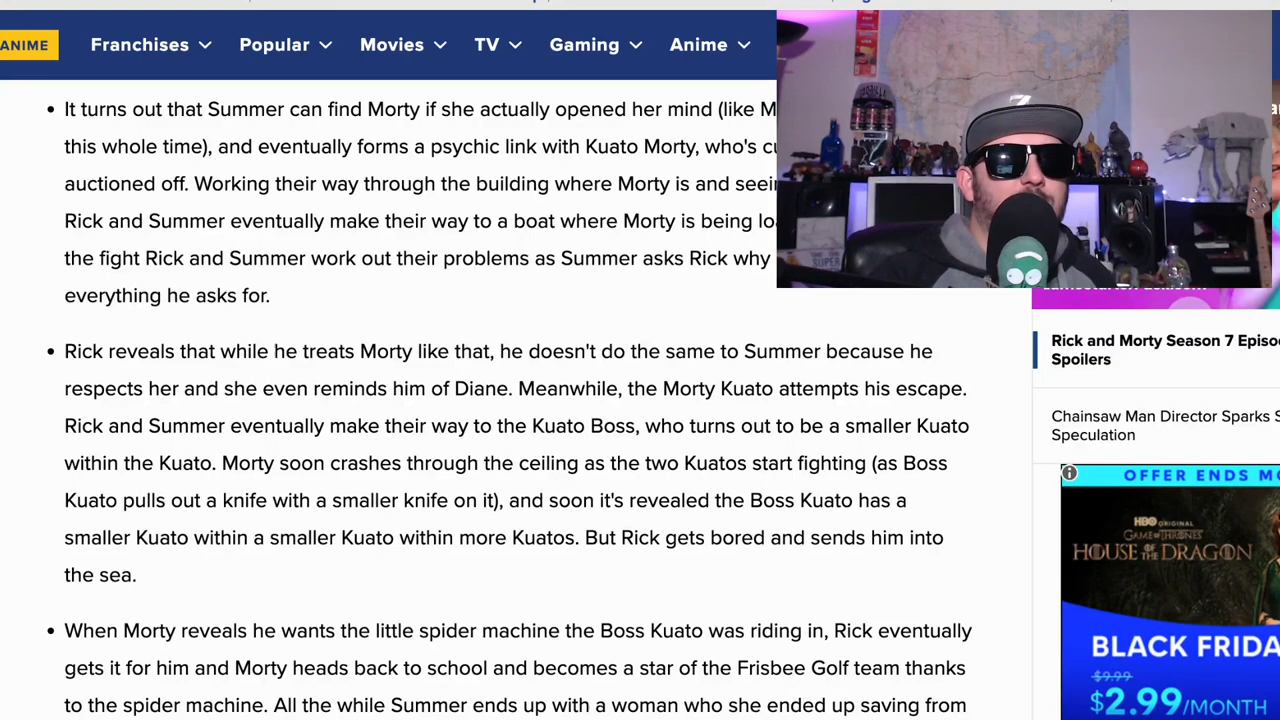 ANIME
Franchises
Popular
Movies
TV
Gaming
Anime
• It turns out that Summer can find Morty if she actually opened her mind (like M
this whole time), and eventually forms a psychic link with Kuato Morty, who's cu
auctioned off. Working their way through the building where Morty is and seein
Rick and Summer eventually make their way to a boat where Morty is being loa
the fight Rick and Summer work out their problems as Summer asks Rick why
everything he asks for.
• Rick reveals that while he treats Morty like that, he doesn't do the same to Summer because he
respects her and she even reminds him of Diane. Meanwhile, the Morty Kuato attempts his escape.
Rick and Summer eventually make their way to the Kuato Boss, who turns out to be a smaller Kuato
within the Kuato. Morty soon crashes through the ceiling as the two Kuatos start fighting (as Boss
Kuato pulls out a knife with a smaller knife on it), and soon it's revealed the Boss Kuato has a
smaller Kuato within a smaller Kuato within more Kuatos. But Rick gets bored and sends him into
the sea.
• When Morty reveals he wants the little spider machine the Boss Kuato was riding in, Rick eventually
gets it for him and Morty heads back to school and becomes a star of the Frisbee Golf team thanks
to the spider machine. All the while Summer ends up with a woman who she ended up saving from
Rick and Morty Season 7 Episo
Spoilers
Chainsaw Man Director Sparks S
Speculation
OFFER ENDS MO
HBO ORIGINAL
GAME OF THRONES
HOUSE OF THE DRAGON
BLACK FRIDA
$9.99
$2.99/MONTH